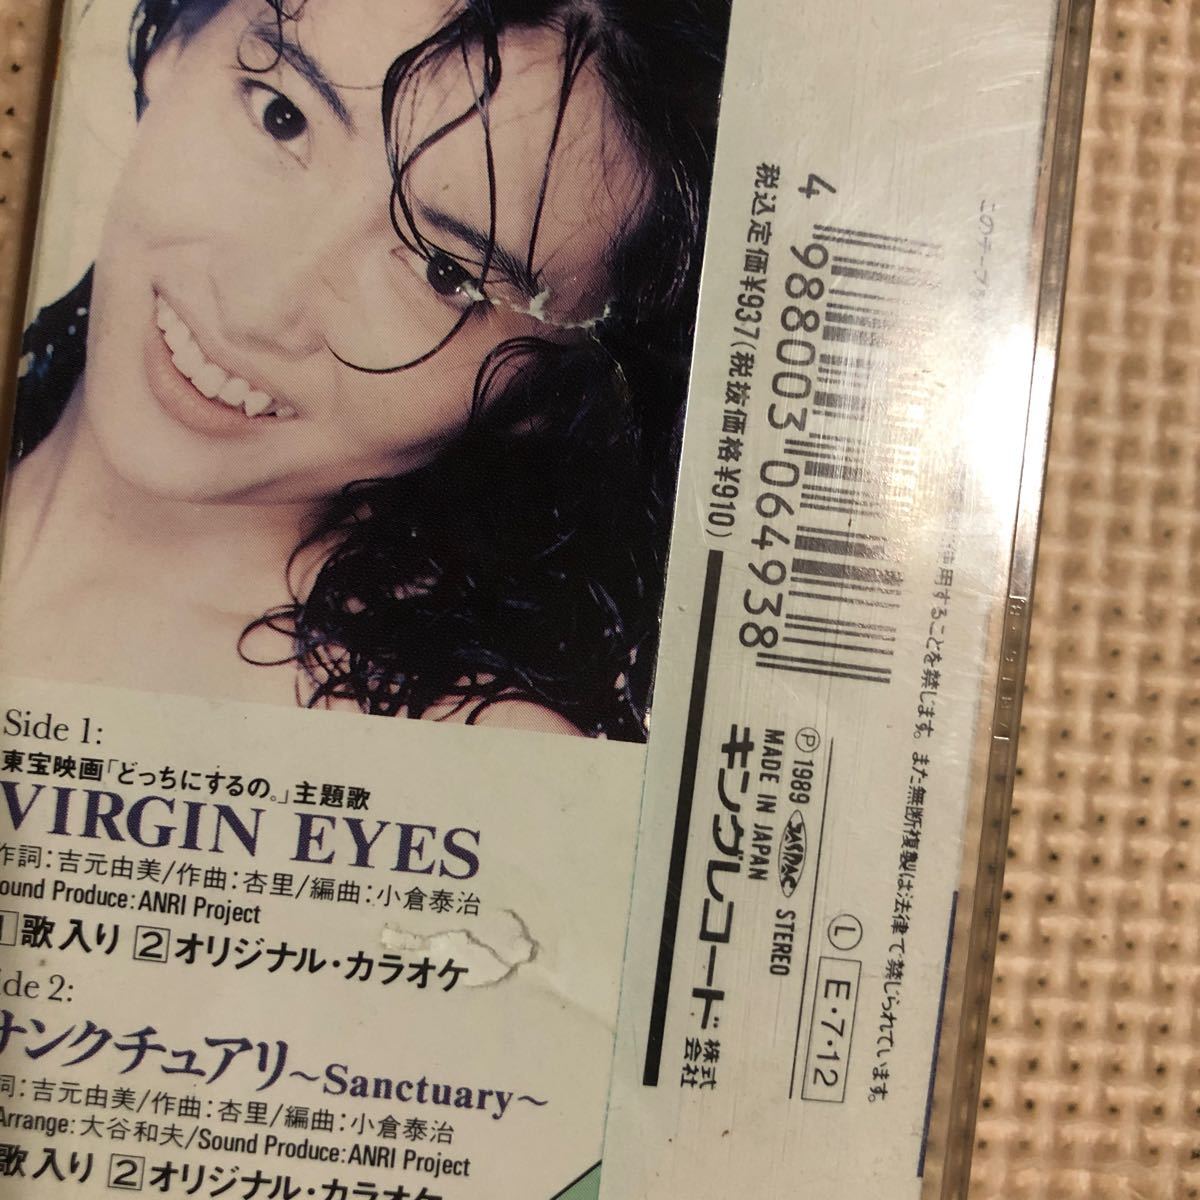 Side 1:
東宝映画「どっちにするの。」主題歌
VIRGIN EYES
作詞:吉元由美/作曲:杏里/編曲:小倉泰治
ound Produce: ANRI Project
1 歌入り 2 オリジナル・カラオケ
ide 2:
サンクチュアリ〜Sanctuary〜
詞:吉元由美/作曲:杏里/編曲:小倉泰治
Arrange: 大谷和夫/Sound Produce: ANRI Project
歌入り 2 オリジナル・カラオケ
税込定価¥937(税抜価格¥910)
4 988003 064938
キングレコード株式会社
MADE IN JAPAN
Ⓟ 1989 JASRAC STEREO
Ⓛ E・7・12
このテープ
使用することを禁じます。また無断複製は法律で禁じられています。